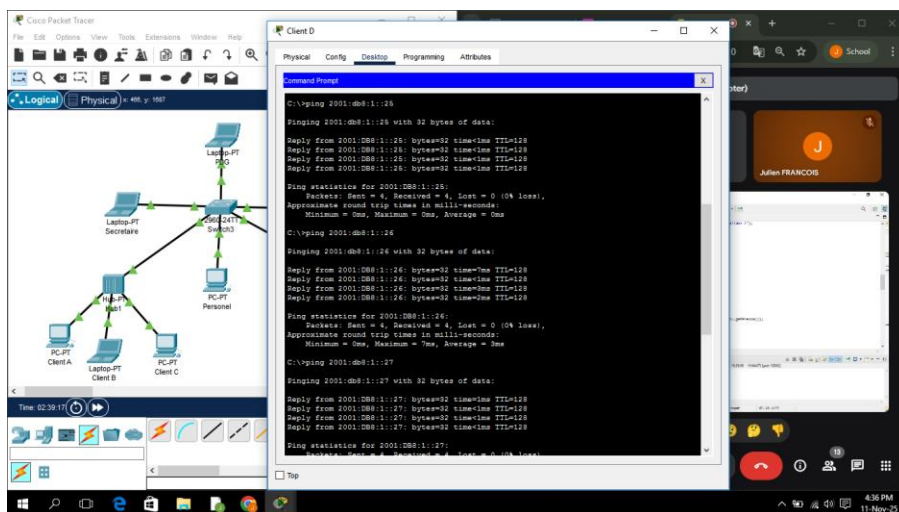 Cisco Packet Tracer
File Edit Options View Tools Extensions Window Help
Logical
Physical
x: 466, y: 1667
Laptop-PT
PDG
Laptop-PT
Secretaire
2960-24TT
Switch3
Hub-PT
Hub1
PC-PT
Personel
PC-PT
Client A
Laptop-PT
Client B
PC-PT
Client C
Time: 02:39:17
Client D
Physical Config Desktop Programming Attributes
Command Prompt
X
C:\>ping 2001:db8:1::25
Pinging 2001:db8:1::25 with 32 bytes of data:
Reply from 2001:DB8:1::25: bytes=32 time<1ms TTL=128
Reply from 2001:DB8:1::25: bytes=32 time<1ms TTL=128
Reply from 2001:DB8:1::25: bytes=32 time<1ms TTL=128
Reply from 2001:DB8:1::25: bytes=32 time<1ms TTL=128
Ping statistics for 2001:DB8:1::25:
Packets: Sent = 4, Received = 4, Lost = 0 (0% loss),
Approximate round trip times in milli-seconds:
Minimum = 0ms, Maximum = 0ms, Average = 0ms
C:\>ping 2001:db8:1::26
Pinging 2001:db8:1::26 with 32 bytes of data:
Reply from 2001:DB8:1::26: bytes=32 time=7ms TTL=128
Reply from 2001:DB8:1::26: bytes=32 time<1ms TTL=128
Reply from 2001:DB8:1::26: bytes=32 time=3ms TTL=128
Reply from 2001:DB8:1::26: bytes=32 time=2ms TTL=128
Ping statistics for 2001:DB8:1::26:
Packets: Sent = 4, Received = 4, Lost = 0 (0% loss),
Approximate round trip times in milli-seconds:
Minimum = 0ms, Maximum = 7ms, Average = 3ms
C:\>ping 2001:db8:1::27
Pinging 2001:db8:1::27 with 32 bytes of data:
Reply from 2001:DB8:1::27: bytes=32 time<1ms TTL=128
Reply from 2001:DB8:1::27: bytes=32 time<1ms TTL=128
Reply from 2001:DB8:1::27: bytes=32 time=2ms TTL=128
Reply from 2001:DB8:1::27: bytes=32 time<1ms TTL=128
Ping statistics for 2001:DB8:1::27:
Packets: Sent = 4, Received = 4, Lost = 0 (0% loss)
Top
School
J
Julien FRANCOIS
13
4:36 PM
11-Nov-25